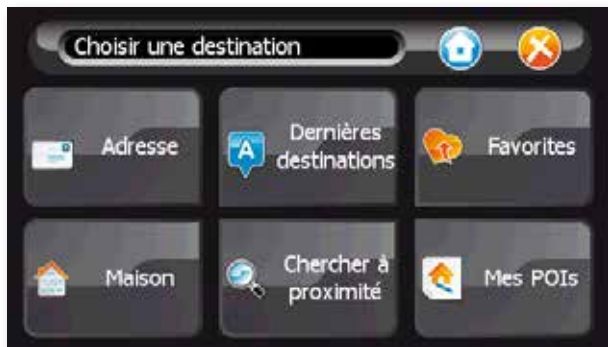 Choisir une destination
Adresse
Dernières
destinations
Favorites
Maison
Chercher à
proximité
Mes POIs